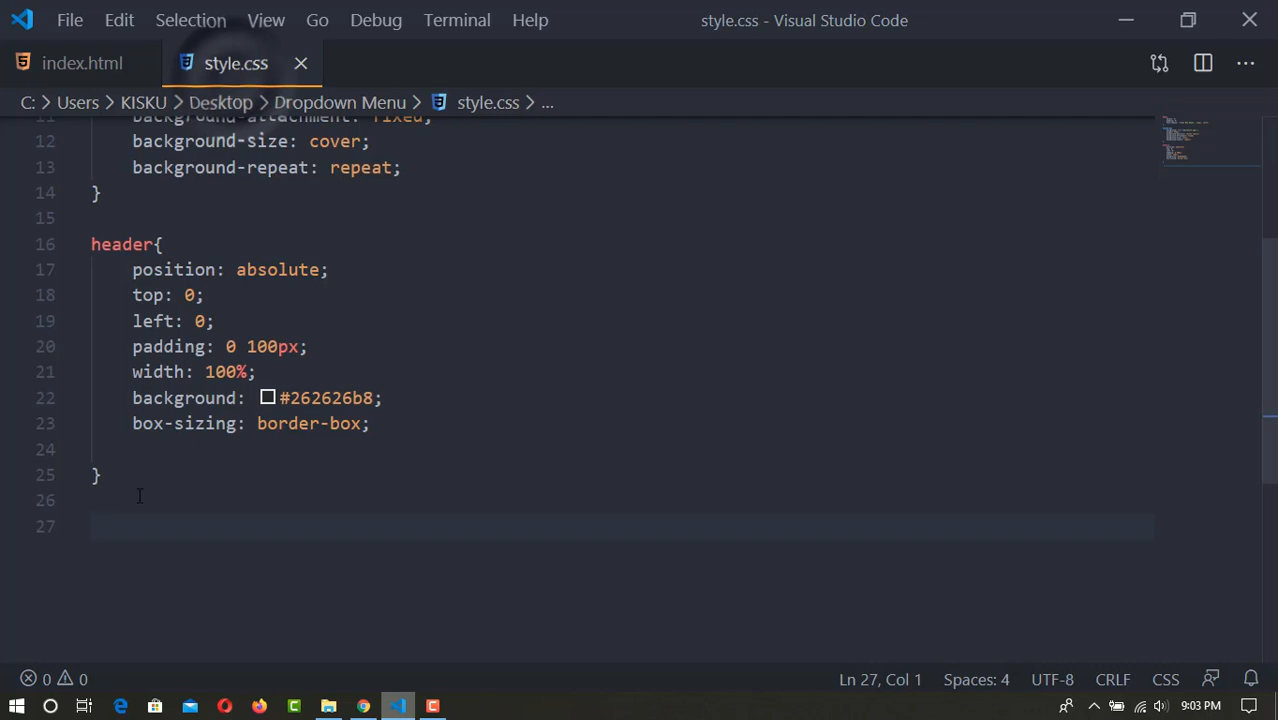 File Edit Selection View Go Debug Terminal Help style.css - Visual Studio Code
index.html style.css
C: > Users > KISKU > Desktop > Dropdown Menu > style.css > ...
11 background-attachment: fixed;
12 background-size: cover;
13 background-repeat: repeat;
14 }
15
16 header{
17 position: absolute;
18 top: 0;
19 left: 0;
20 padding: 0 100px;
21 width: 100%;
22 background: #262626b8;
23 box-sizing: border-box;
24
25 }
26
27
0 0 Ln 27, Col 1 Spaces: 4 UTF-8 CRLF CSS
9:03 PM